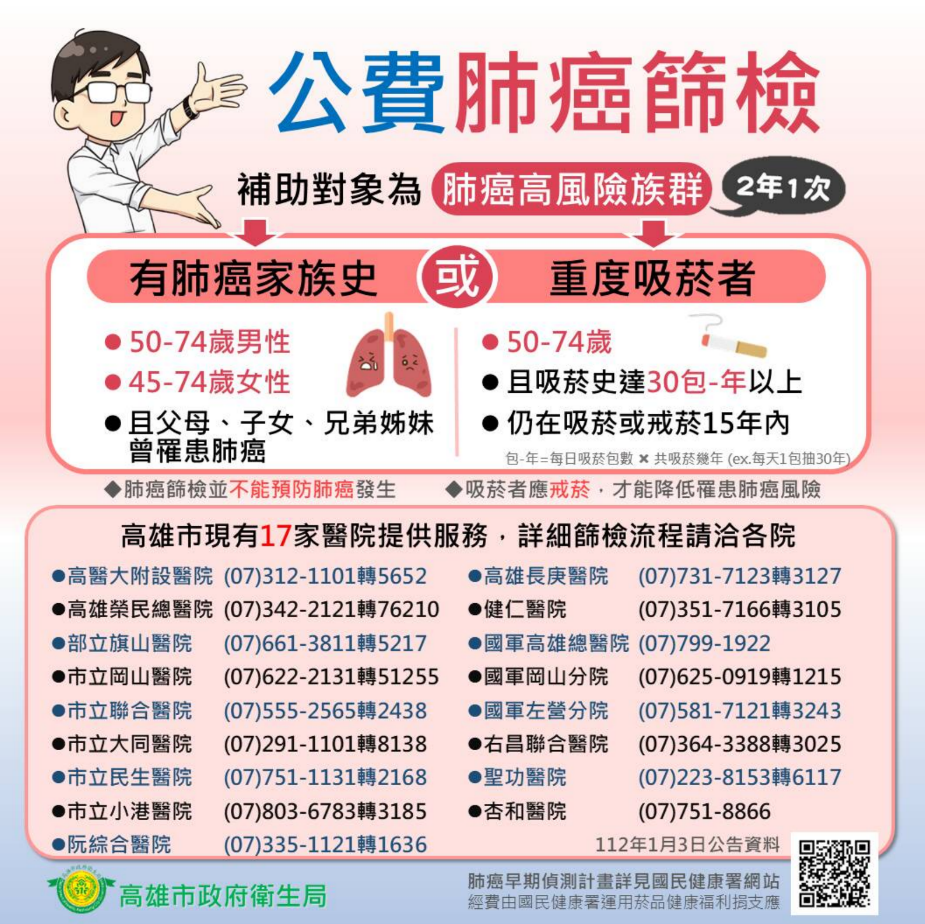 公費肺癌篩檢
補助對象為 肺癌高風險族群 2年1次
有肺癌家族史 或 重度吸菸者
●50-74歲男性
●45-74歲女性
●且父母、子女、兄弟姊妹
曾罹患肺癌
●50-74歲
●且吸菸史達30包-年以上
●仍在吸菸或戒菸15年內
包-年=每日吸菸包數 ✖ 共吸菸幾年 (ex.每天1包抽30年)
◆肺癌篩檢並不能預防肺癌發生
◆吸菸者應戒菸，才能降低罹患肺癌風險
高雄市現有17家醫院提供服務，詳細篩檢流程請洽各院
●高醫大附設醫院 (07)312-1101轉5652
●高雄榮民總醫院 (07)342-2121轉76210
●部立旗山醫院 (07)661-3811轉5217
●市立岡山醫院 (07)622-2131轉51255
●市立聯合醫院 (07)555-2565轉2438
●市立大同醫院 (07)291-1101轉8138
●市立民生醫院 (07)751-1131轉2168
●市立小港醫院 (07)803-6783轉3185
●阮綜合醫院 (07)335-1121轉1636
●高雄長庚醫院 (07)731-7123轉3127
●健仁醫院 (07)351-7166轉3105
●國軍高雄總醫院 (07)799-1922
●國軍岡山分院 (07)625-0919轉1215
●國軍左營分院 (07)581-7121轉3243
●右昌聯合醫院 (07)364-3388轉3025
●聖功醫院 (07)223-8153轉6117
●杏和醫院 (07)751-8866
112年1月3日公告資料
高雄市政府衛生局
肺癌早期偵測計畫詳見國民健康署網站
經費由國民健康署運用菸品健康福利捐支應